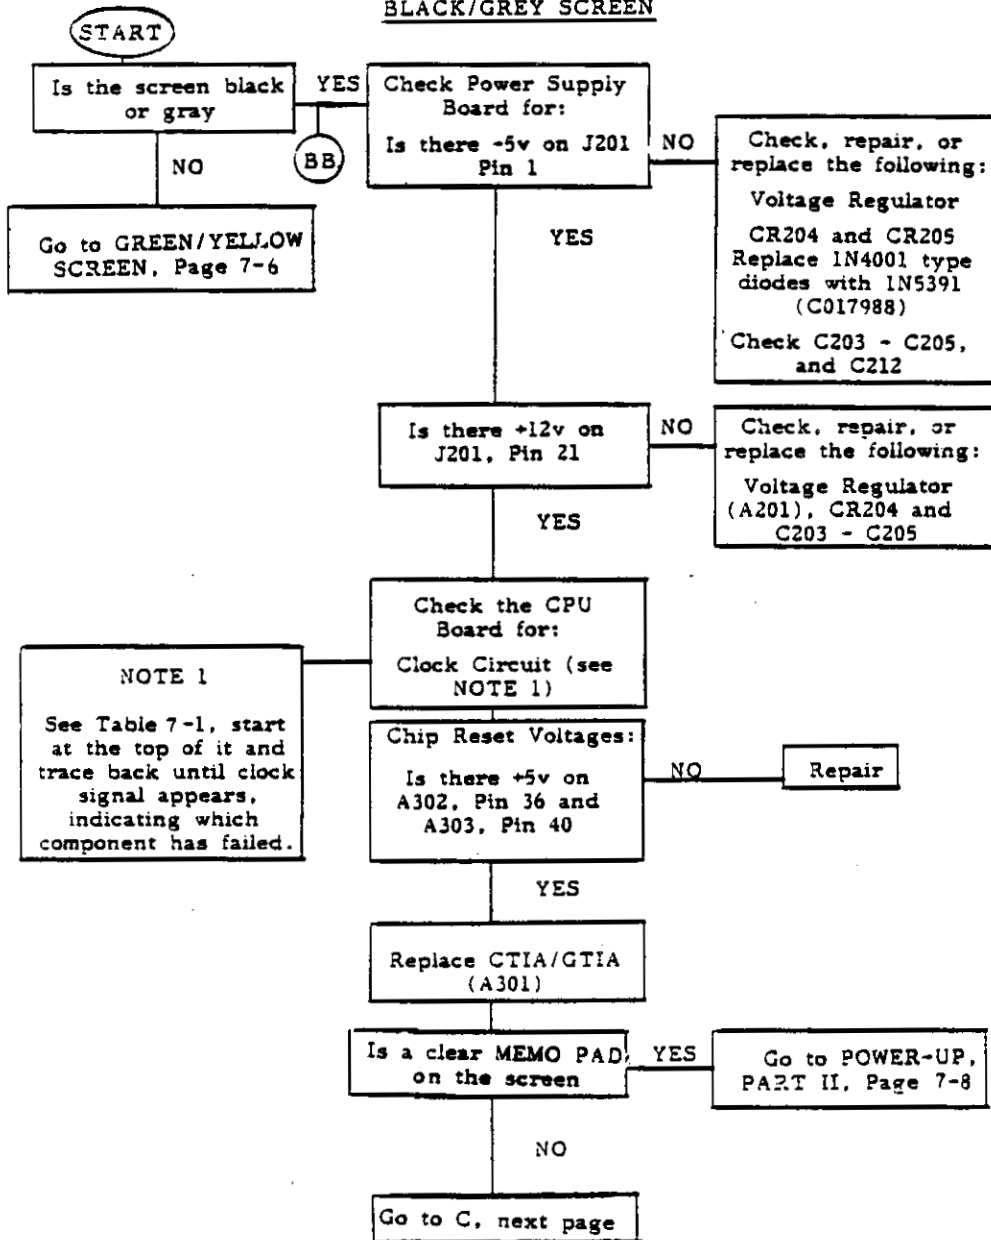 BLACK/GREY SCREEN
START
Is the screen black
or gray
YES
BB
NO
Go to GREEN/YELLOW
SCREEN, Page 7-6
Check Power Supply
Board for:
Is there -5v on J201
Pin 1
NO
Check, repair, or
replace the following:
Voltage Regulator
CR204 and CR205
Replace 1N4001 type
diodes with 1N5391
(C017988)
Check C203 - C205,
and C212
YES
Is there +12v on
J201, Pin 21
NO
Check, repair, or
replace the following:
Voltage Regulator
(A201), CR204 and
C203 - C205
YES
Check the CPU
Board for:
Clock Circuit (see
NOTE 1)
NOTE 1
See Table 7-1, start
at the top of it and
trace back until clock
signal appears,
indicating which
component has failed.
Chip Reset Voltages:
Is there +5v on
A302, Pin 36 and
A303, Pin 40
NO
Repair
YES
Replace CTIA/GTIA
(A301)
Is a clear MEMO PAD
on the screen
YES
Go to POWER-UP,
PART II, Page 7-8
NO
Go to C, next page